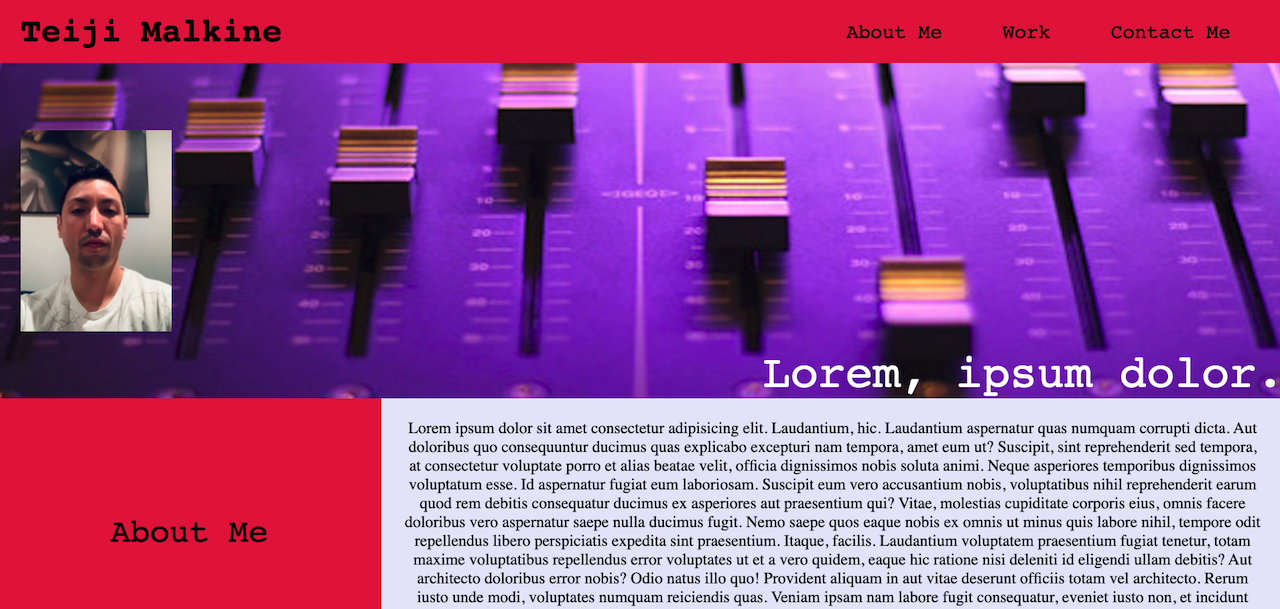 Teiji Malkine
About Me Work Contact Me
Lorem, ipsum dolor.
About Me
Lorem ipsum dolor sit amet consectetur adipisicing elit. Laudantium, hic. Laudantium aspernatur quas numquam corrupti dicta. Aut
doloribus quo consequuntur ducimus quas explicabo excepturi nam tempora, amet eum ut? Suscipit, sint reprehenderit sed tempora,
at consectetur voluptate porro et alias beatae velit, officia dignissimos nobis soluta animi. Neque asperiores temporibus dignissimos
voluptatum esse. Id aspernatur fugiat eum laboriosam. Suscipit eum vero accusantium nobis, voluptatibus nihil reprehenderit earum
quod rem debitis consequatur ducimus ex asperiores aut praesentium qui? Vitae, molestias cupiditate corporis eius, omnis facere
doloribus vero aspernatur saepe nulla ducimus fugit. Nemo saepe quos eaque nobis ex omnis ut minus quis labore nihil, tempore odit
repellendus libero perspiciatis expedita sint praesentium. Itaque, facilis. Laudantium voluptatem praesentium fugiat tenetur, totam
maxime voluptatibus repellendus error voluptates ut et a vero quidem, eaque hic ratione nisi deleniti id eligendi ullam debitis? Aut
architecto doloribus error nobis? Odio natus illo quo! Provident aliquam in aut vitae deserunt officiis totam vel architecto. Rerum
iusto unde modi, voluptates numquam reiciendis quas. Veniam ipsam nam labore fugit consequatur, eveniet iusto non, et incidunt